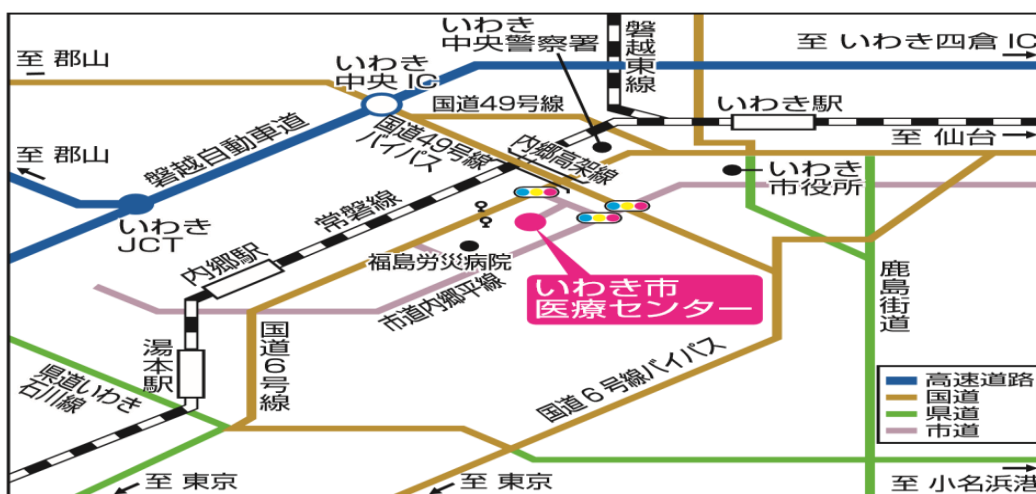 至 郡山
いわき
中央 IC
いわき
中央警察署
磐越東線
至 いわき四倉 IC
国道49号線
いわき駅
至 仙台
国道49号線
バイパス
内郷高架線
至 郡山
磐越自動車道
いわき
市役所
いわき
JCT
常磐線
内郷駅
福島労災病院
いわき市
医療センター
市道内郷平線
鹿島街道
湯本駅
国道6号線
県道いわき
石川線
国道6号線バイパス
高速道路
国道
県道
市道
至 東京
至 東京
至 小名浜港